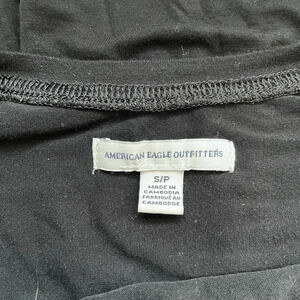 AMERICAN EAGLE OUTFITTERS
S/P
MADE IN
CAMBODIA
FABRIQUÉ AU
CAMBODGE